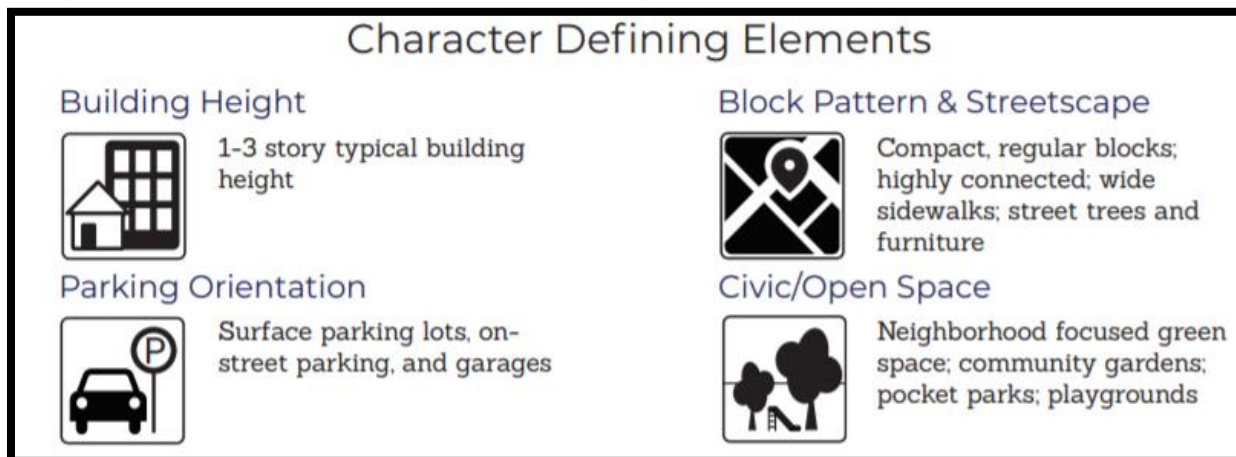 Character Defining Elements
Building Height
1-3 story typical building
height
Parking Orientation
P
Surface parking lots, on-
street parking, and garages
Block Pattern & Streetscape
Compact, regular blocks;
highly connected; wide
sidewalks; street trees and
furniture
Civic/Open Space
Neighborhood focused green
space; community gardens;
pocket parks; playgrounds